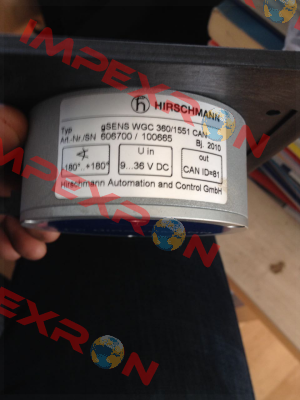 IMPEXRON
h HIRSCHMANN
Typ gSENS WGC 360/1551 CAN
Art.-Nr./SN 606700 / 100665 Bj. 2010
-180°..+180°
U in
9...36 V DC
out
CAN ID=81
Hirschmann Automation and Control GmbH
IMPEXRON